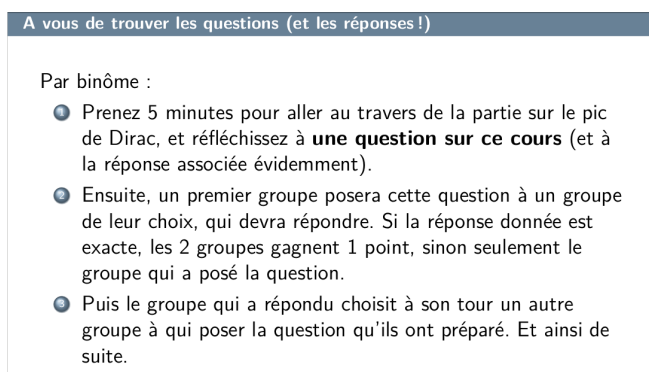 A vous de trouver les questions (et les réponses !)
Par binôme :
1 Prenez 5 minutes pour aller au travers de la partie sur le pic
de Dirac, et réfléchissez à une question sur ce cours (et à
la réponse associée évidemment).
2 Ensuite, un premier groupe posera cette question à un groupe
de leur choix, qui devra répondre. Si la réponse donnée est
exacte, les 2 groupes gagnent 1 point, sinon seulement le
groupe qui a posé la question.
3 Puis le groupe qui a répondu choisit à son tour un autre
groupe à qui poser la question qu'ils ont préparé. Et ainsi de
suite.